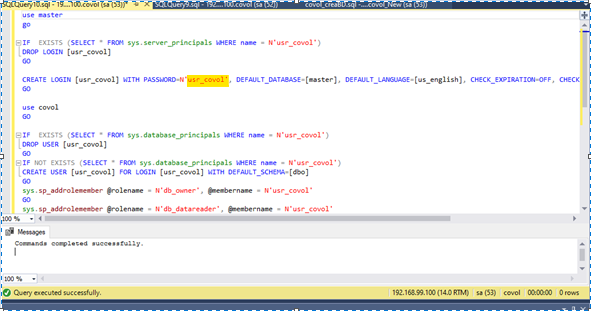 SQLQuery10.sql - 19....100.covol (sa (53))* SQLQuery9.sql - 192....100.covol (sa (52)) covol_creaBD.sql -....covol_New (sa (53))
use master
go
IF EXISTS (SELECT * FROM sys.server_principals WHERE name = N'usr_covol')
DROP LOGIN [usr_covol]
GO
CREATE LOGIN [usr_covol] WITH PASSWORD=N'usr_covol', DEFAULT_DATABASE=[master], DEFAULT_LANGUAGE=[us_english], CHECK_EXPIRATION=OFF, CHECK
GO
use covol
GO
IF EXISTS (SELECT * FROM sys.database_principals WHERE name = N'usr_covol')
DROP USER [usr_covol]
GO
IF NOT EXISTS (SELECT * FROM sys.database_principals WHERE name = N'usr_covol')
CREATE USER [usr_covol] FOR LOGIN [usr_covol] WITH DEFAULT_SCHEMA=[dbo]
GO
sys.sp_addrolemember @rolename = N'db_owner', @membername = N'usr_covol'
GO
sys.sp_addrolemember @rolename = N'db_datareader', @membername = N'usr_covol'
100 %
Messages
Commands completed successfully.
100 %
Query executed successfully. 192.168.99.100 (14.0 RTM) sa (53) covol 00:00:00 0 rows